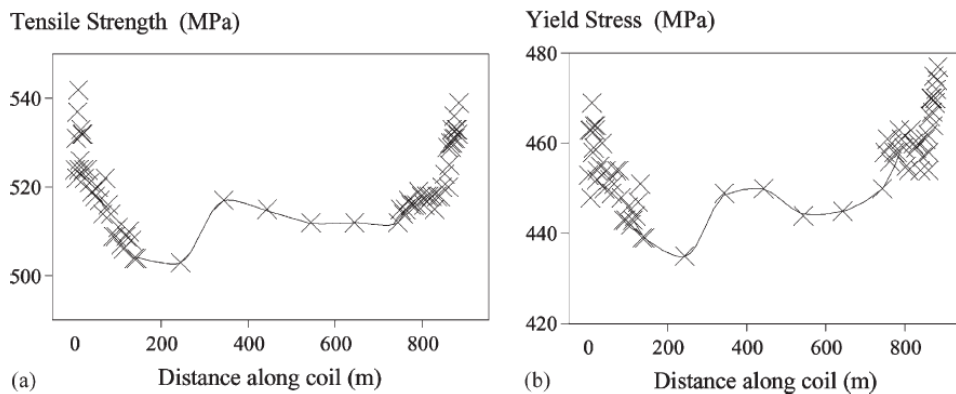 Tensile Strength (MPa)
540
520
500
0 200 400 600 800
Distance along coil (m)
(a)
Yield Stress (MPa)
480
460
440
420
0 200 400 600 800
Distance along coil (m)
(b)